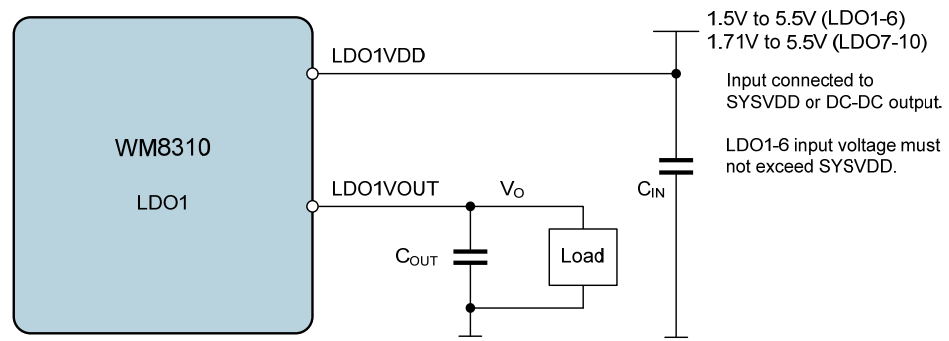 1.5V to 5.5V (LDO1-6)
1.71V to 5.5V (LDO7-10)
LDO1VDD
Input connected to
SYSVDD or DC-DC output.
LDO1-6 input voltage must
not exceed SYSVDD.
WM8310
LDO1
LDO1VOUT
VO
CIN
COUT
Load